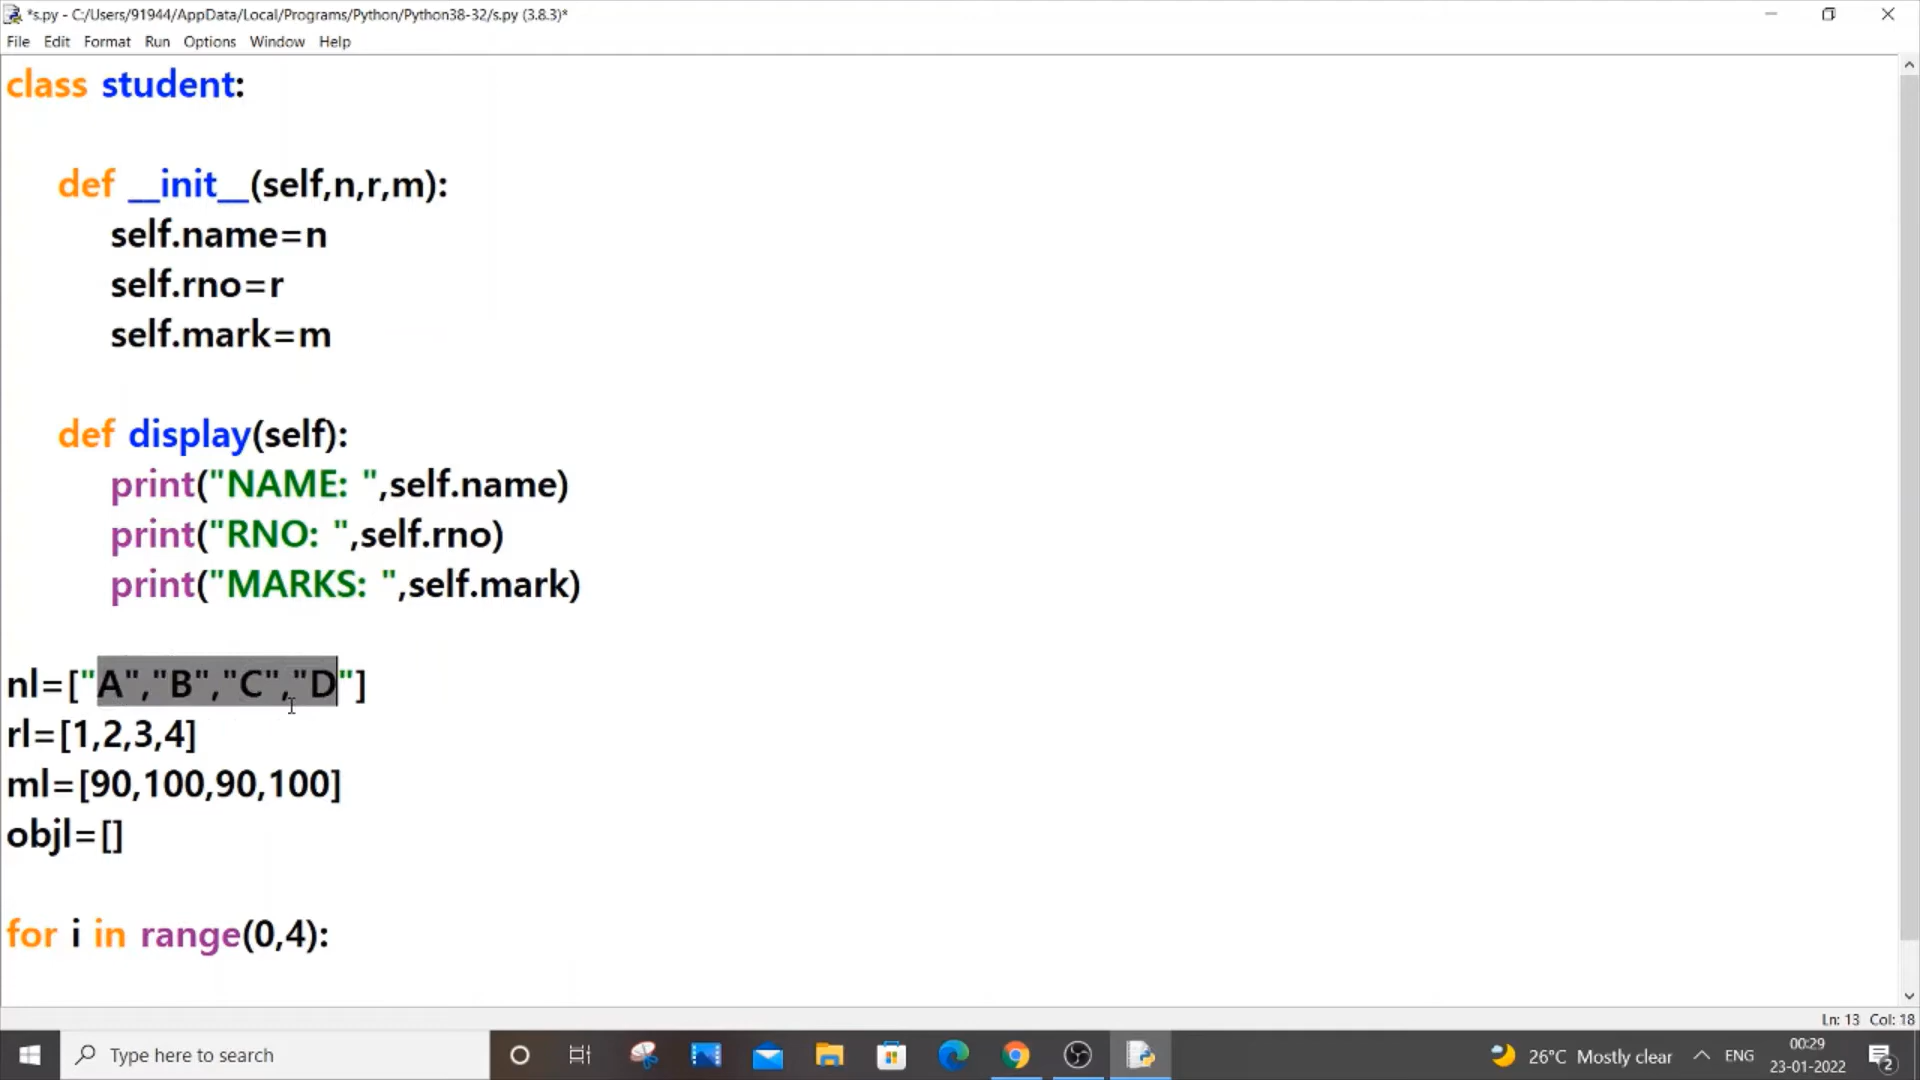 *s.py - C:/Users/91944/AppData/Local/Programs/Python/Python38-32/s.py (3.8.3)*
File Edit Format Run Options Window Help
class student:
def __init__(self,n,r,m):
self.name=n
self.rno=r
self.mark=m
def display(self):
print("NAME: ",self.name)
print("RNO: ",self.rno)
print("MARKS: ",self.mark)
nl=["A","B","C","D"]
rl=[1,2,3,4]
ml=[90,100,90,100]
objl=[]
for i in range(0,4):
Ln: 13 Col: 18
Type here to search
26°C Mostly clear
ENG
00:29
23-01-2022
2